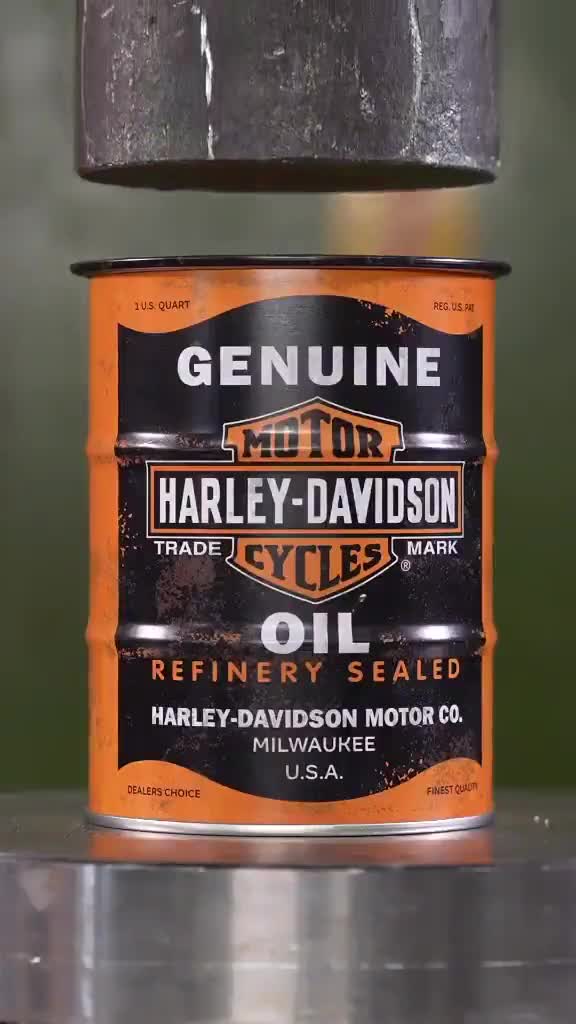 1 U.S. QUART REG. U.S. PAT
GENUINE
MOTOR
HARLEY-DAVIDSON
TRADE MARK
CYCLES ®
OIL
REFINERY SEALED
HARLEY-DAVIDSON MOTOR CO.
MILWAUKEE
U.S.A.
DEALERS CHOICE FINEST QUALITY